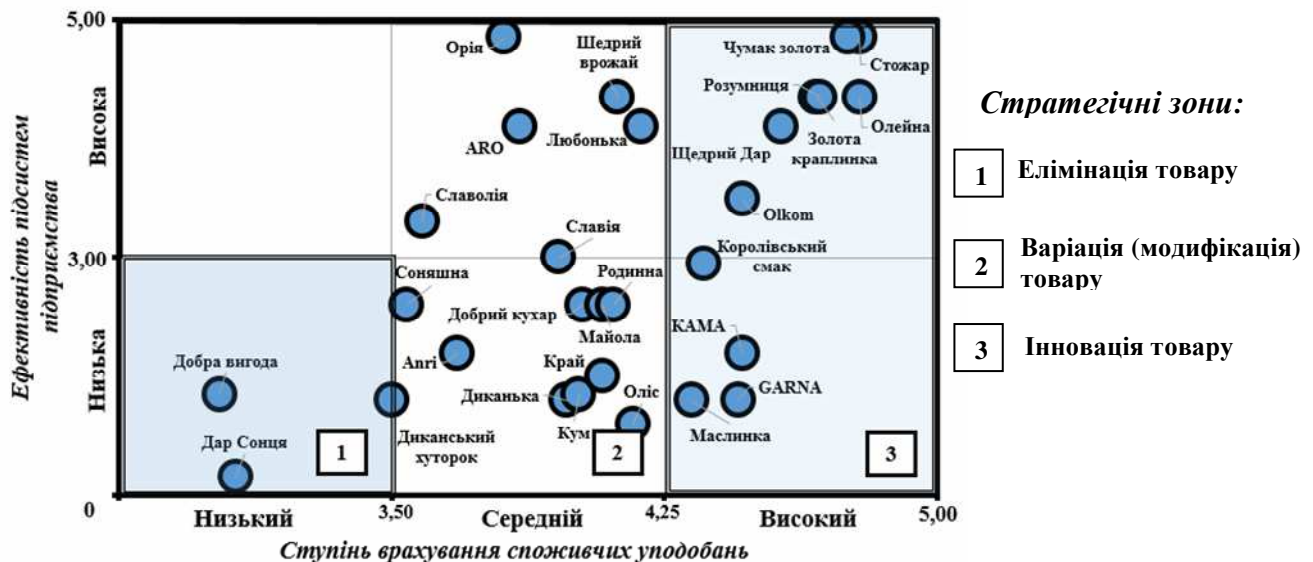 5,00
Орія
Шедрий
врожай
Чумак золота
Стожар
Розумниця
ARO
Любонька
Щедрий Дар
Золота
краплинка
Олейна
Славолія
Olkom
Славія
Королівський
смак
3,00
Соняшна
Родинна
Добрий кухар
Майола
КАМА
Добра вигода
Anri
Край
Диканька
Оліс
GARNA
Дар Сонця
Диканський
хуторок
Кум
Маслинка
1
2
3
0
Низький
3,50
Середній
4,25
Високий
5,00
Ступінь врахування споживчих уподобань
Ефективність підсистем
підприємства
Висока
Низька
Стратегічні зони:
1 Елімінація товару
2 Варіація (модифікація)
товару
3 Інновація товару